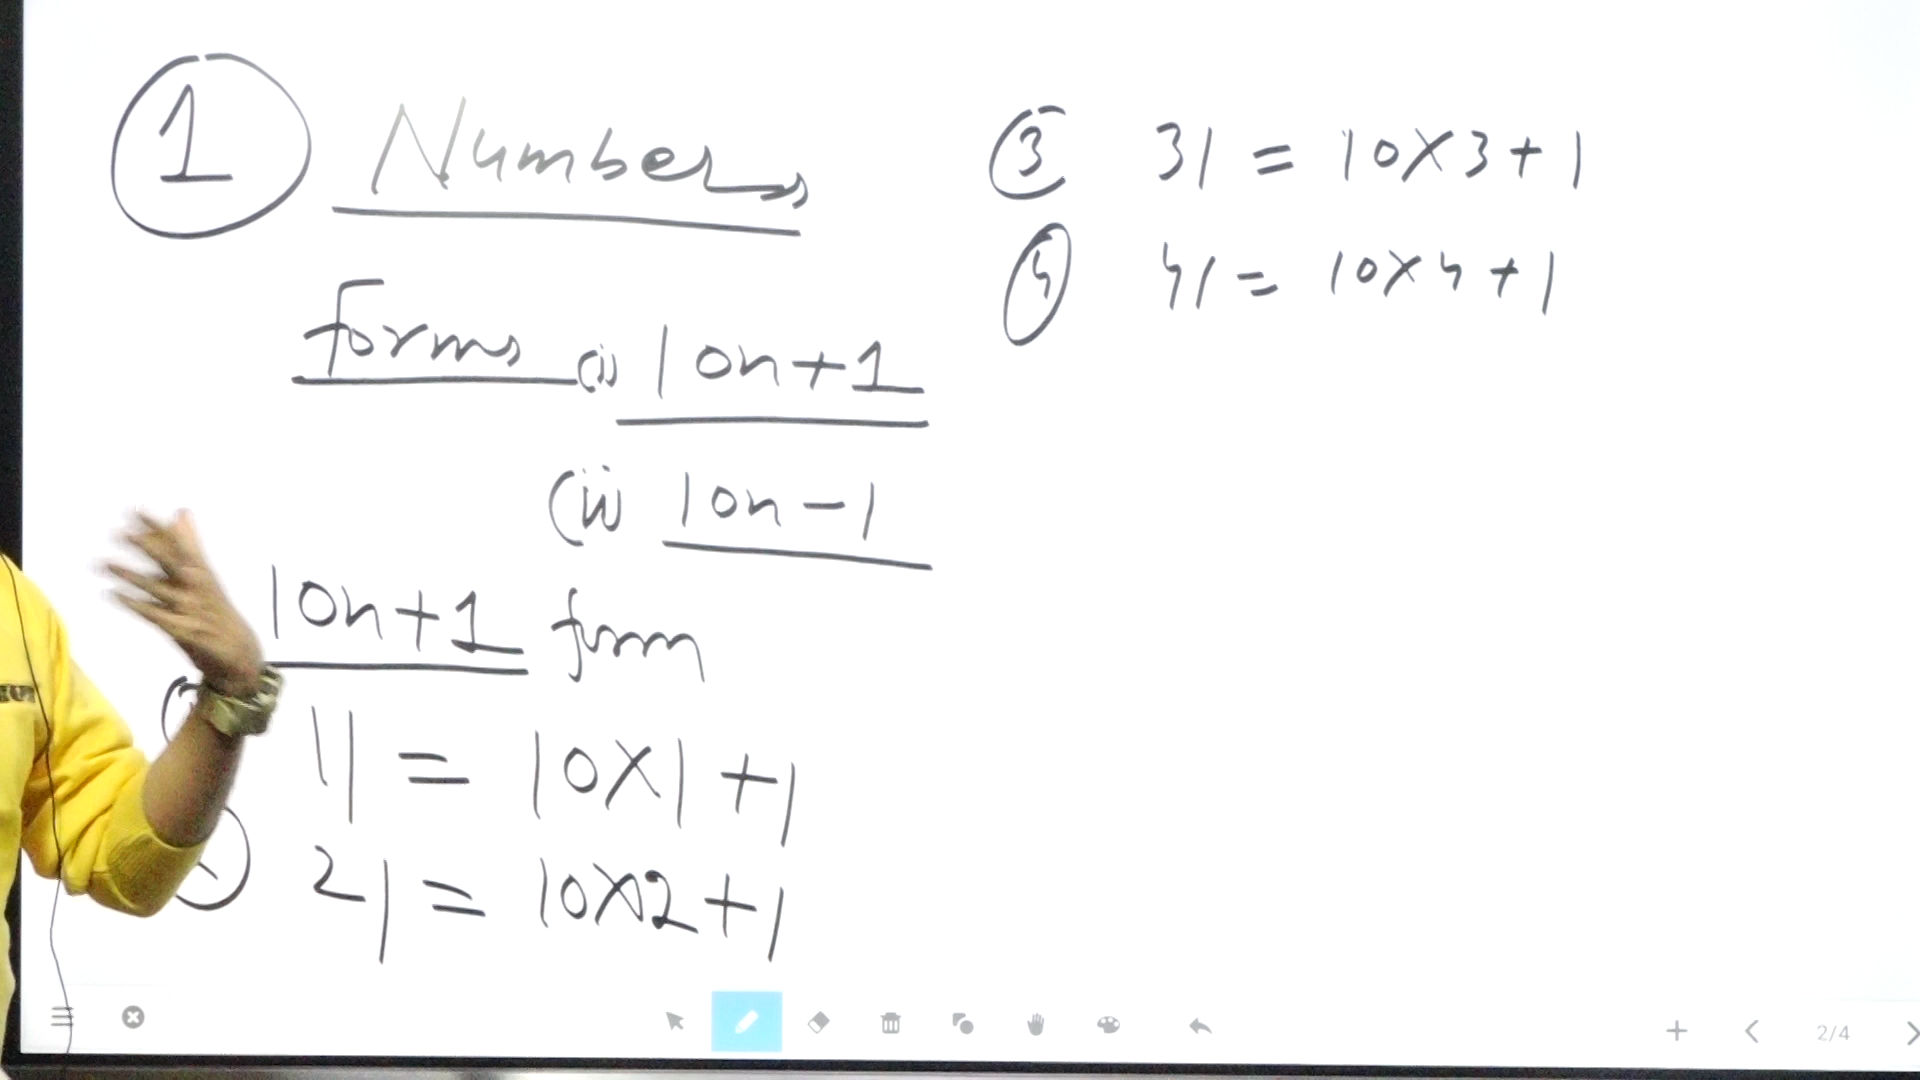 1 Numbers
forms (i) 10n+1
(ii) 10n-1
10n+1 form
11 = 10×1+1
21 = 10×2+1
3 31 = 10×3+1
4 41 = 10×4+1
2/4